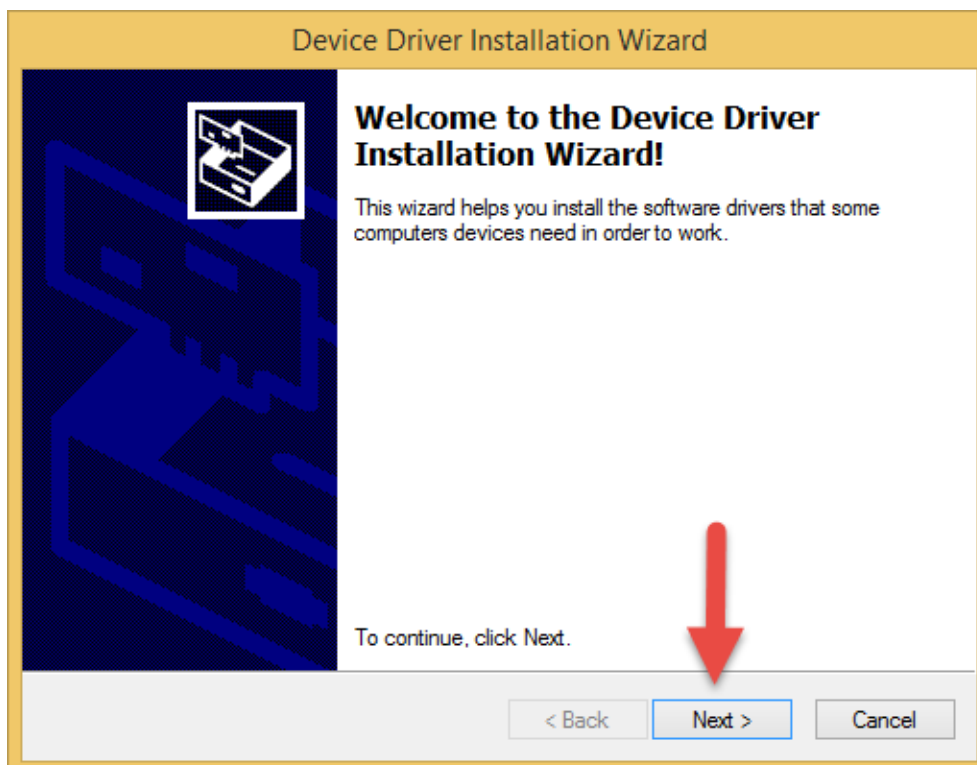 Device Driver Installation Wizard
Welcome to the Device Driver
Installation Wizard!
This wizard helps you install the software drivers that some
computers devices need in order to work.
To continue, click Next.
< Back
Next >
Cancel